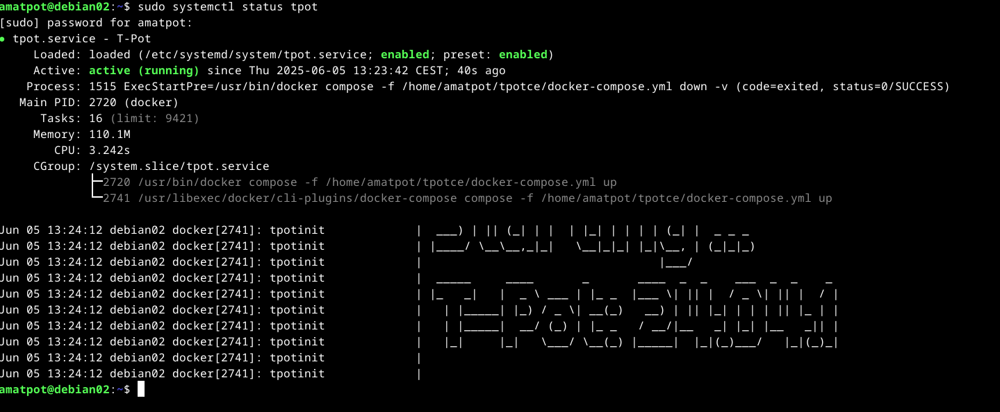 amatpot@debian02:~$ sudo systemctl status tpot
[sudo] password for amatpot:
● tpot.service - T-Pot
     Loaded: loaded (/etc/systemd/system/tpot.service; enabled; preset: enabled)
     Active: active (running) since Thu 2025-06-05 13:23:42 CEST; 40s ago
    Process: 1515 ExecStartPre=/usr/bin/docker compose -f /home/amatpot/tpotce/docker-compose.yml down -v (code=exited, status=0/SUCCESS)
   Main PID: 2720 (docker)
      Tasks: 16 (limit: 9421)
     Memory: 110.1M
        CPU: 3.242s
     CGroup: /system.slice/tpot.service
             ├─2720 /usr/bin/docker compose -f /home/amatpot/tpotce/docker-compose.yml up
             └─2741 /usr/libexec/docker/cli-plugins/docker-compose compose -f /home/amatpot/tpotce/docker-compose.yml up

Jun 05 13:24:12 debian02 docker[2741]: tpotinit             |  ___) | || (_| | |  | |_| | | | | (_| |  _ _ _
Jun 05 13:24:12 debian02 docker[2741]: tpotinit             | |____/ \__\__,_|_|   \__|_|_| |_|\__, | (_|_|_)
Jun 05 13:24:12 debian02 docker[2741]: tpotinit             |                                  |___/
Jun 05 13:24:12 debian02 docker[2741]: tpotinit             |  _____     ____       _       ____  _  _    ___  _  _    _
Jun 05 13:24:12 debian02 docker[2741]: tpotinit             | |_   _|   |  _ \ ___ | |_ _  |___ \| || |  / _ \| || |  / |
Jun 05 13:24:12 debian02 docker[2741]: tpotinit             |   | |_____| |_) / _ \| __(_)   __) | || |_| | | | || |_ | |
Jun 05 13:24:12 debian02 docker[2741]: tpotinit             |   | |_____|  __/ (_) | |_ _   / __/|__   _| |_| |__   _|| |
Jun 05 13:24:12 debian02 docker[2741]: tpotinit             |   |_|     |_|   \___/ \__(_) |_____|  |_|(_)___/   |_|(_)_|
Jun 05 13:24:12 debian02 docker[2741]: tpotinit             |
Jun 05 13:24:12 debian02 docker[2741]: tpotinit             |
amatpot@debian02:~$